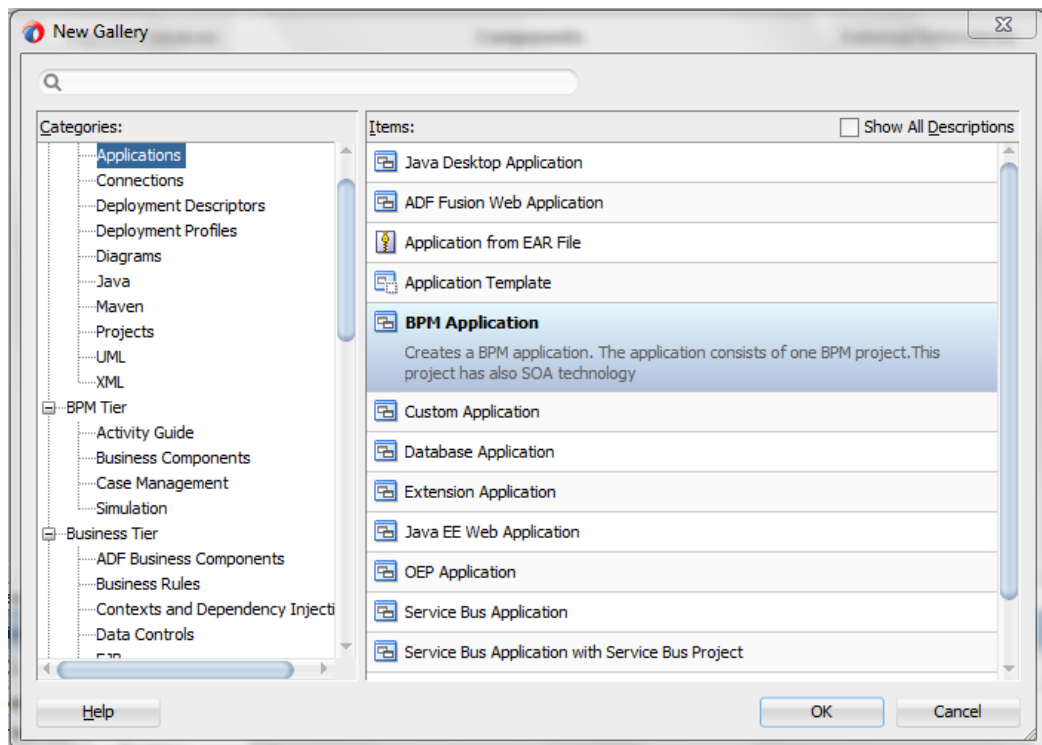 New Gallery
Categories:
Applications
Connections
Deployment Descriptors
Deployment Profiles
Diagrams
Java
Maven
Projects
UML
XML
BPM Tier
Activity Guide
Business Components
Case Management
Simulation
Business Tier
ADF Business Components
Business Rules
Contexts and Dependency Injecti
Data Controls
Items:
Show All Descriptions
Java Desktop Application
ADF Fusion Web Application
Application from EAR File
Application Template
BPM Application
Creates a BPM application. The application consists of one BPM project.This
project has also SOA technology
Custom Application
Database Application
Extension Application
Java EE Web Application
OEP Application
Service Bus Application
Service Bus Application with Service Bus Project
Help
OK
Cancel